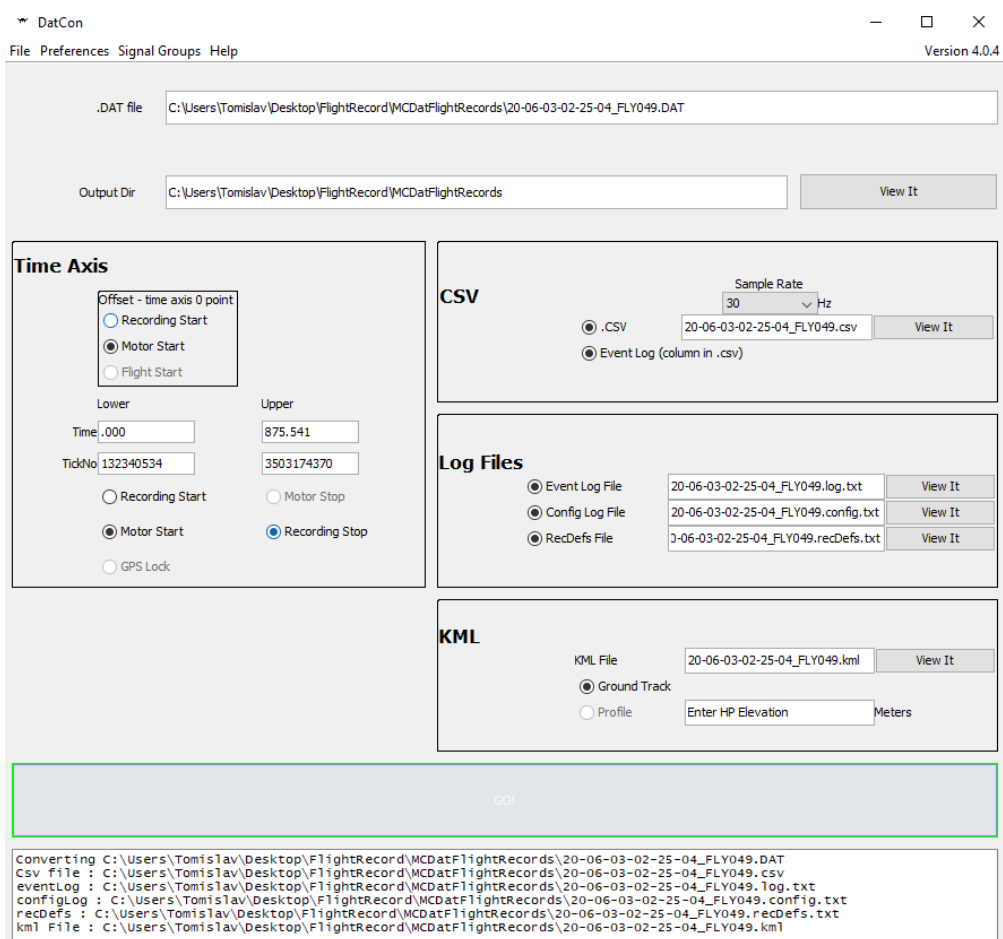 DatCon
File Preferences Signal Groups Help Version 4.0.4
.DAT file C:\Users\Tomislav\Desktop\FlightRecord\MCDatFlightRecords\20-06-03-02-25-04_FLY049.DAT
Output Dir C:\Users\Tomislav\Desktop\FlightRecord\MCDatFlightRecords View It
Time Axis
Offset - time axis 0 point
Recording Start
Motor Start
Flight Start
Lower Upper
Time .000 875.541
TickNo 132340534 3503174370
Recording Start Motor Stop
Motor Start Recording Stop
GPS Lock
CSV
Sample Rate
30 Hz
.CSV 20-06-03-02-25-04_FLY049.csv View It
Event Log (column in .csv)
Log Files
Event Log File 20-06-03-02-25-04_FLY049.log.txt View It
Config Log File 20-06-03-02-25-04_FLY049.config.txt View It
RecDefs File 0-06-03-02-25-04_FLY049.recDefs.txt View It
KML
KML File 20-06-03-02-25-04_FLY049.kml View It
Ground Track
Profile Enter HP Elevation Meters
GO!
Converting C:\Users\Tomislav\Desktop\FlightRecord\MCDatFlightRecords\20-06-03-02-25-04_FLY049.DAT
Csv file : C:\Users\Tomislav\Desktop\FlightRecord\MCDatFlightRecords\20-06-03-02-25-04_FLY049.csv
eventLog : C:\Users\Tomislav\Desktop\FlightRecord\MCDatFlightRecords\20-06-03-02-25-04_FLY049.log.txt
configLog : C:\Users\Tomislav\Desktop\FlightRecord\MCDatFlightRecords\20-06-03-02-25-04_FLY049.config.txt
recDefs : C:\Users\Tomislav\Desktop\FlightRecord\MCDatFlightRecords\20-06-03-02-25-04_FLY049.recDefs.txt
kml File : C:\Users\Tomislav\Desktop\FlightRecord\MCDatFlightRecords\20-06-03-02-25-04_FLY049.kml